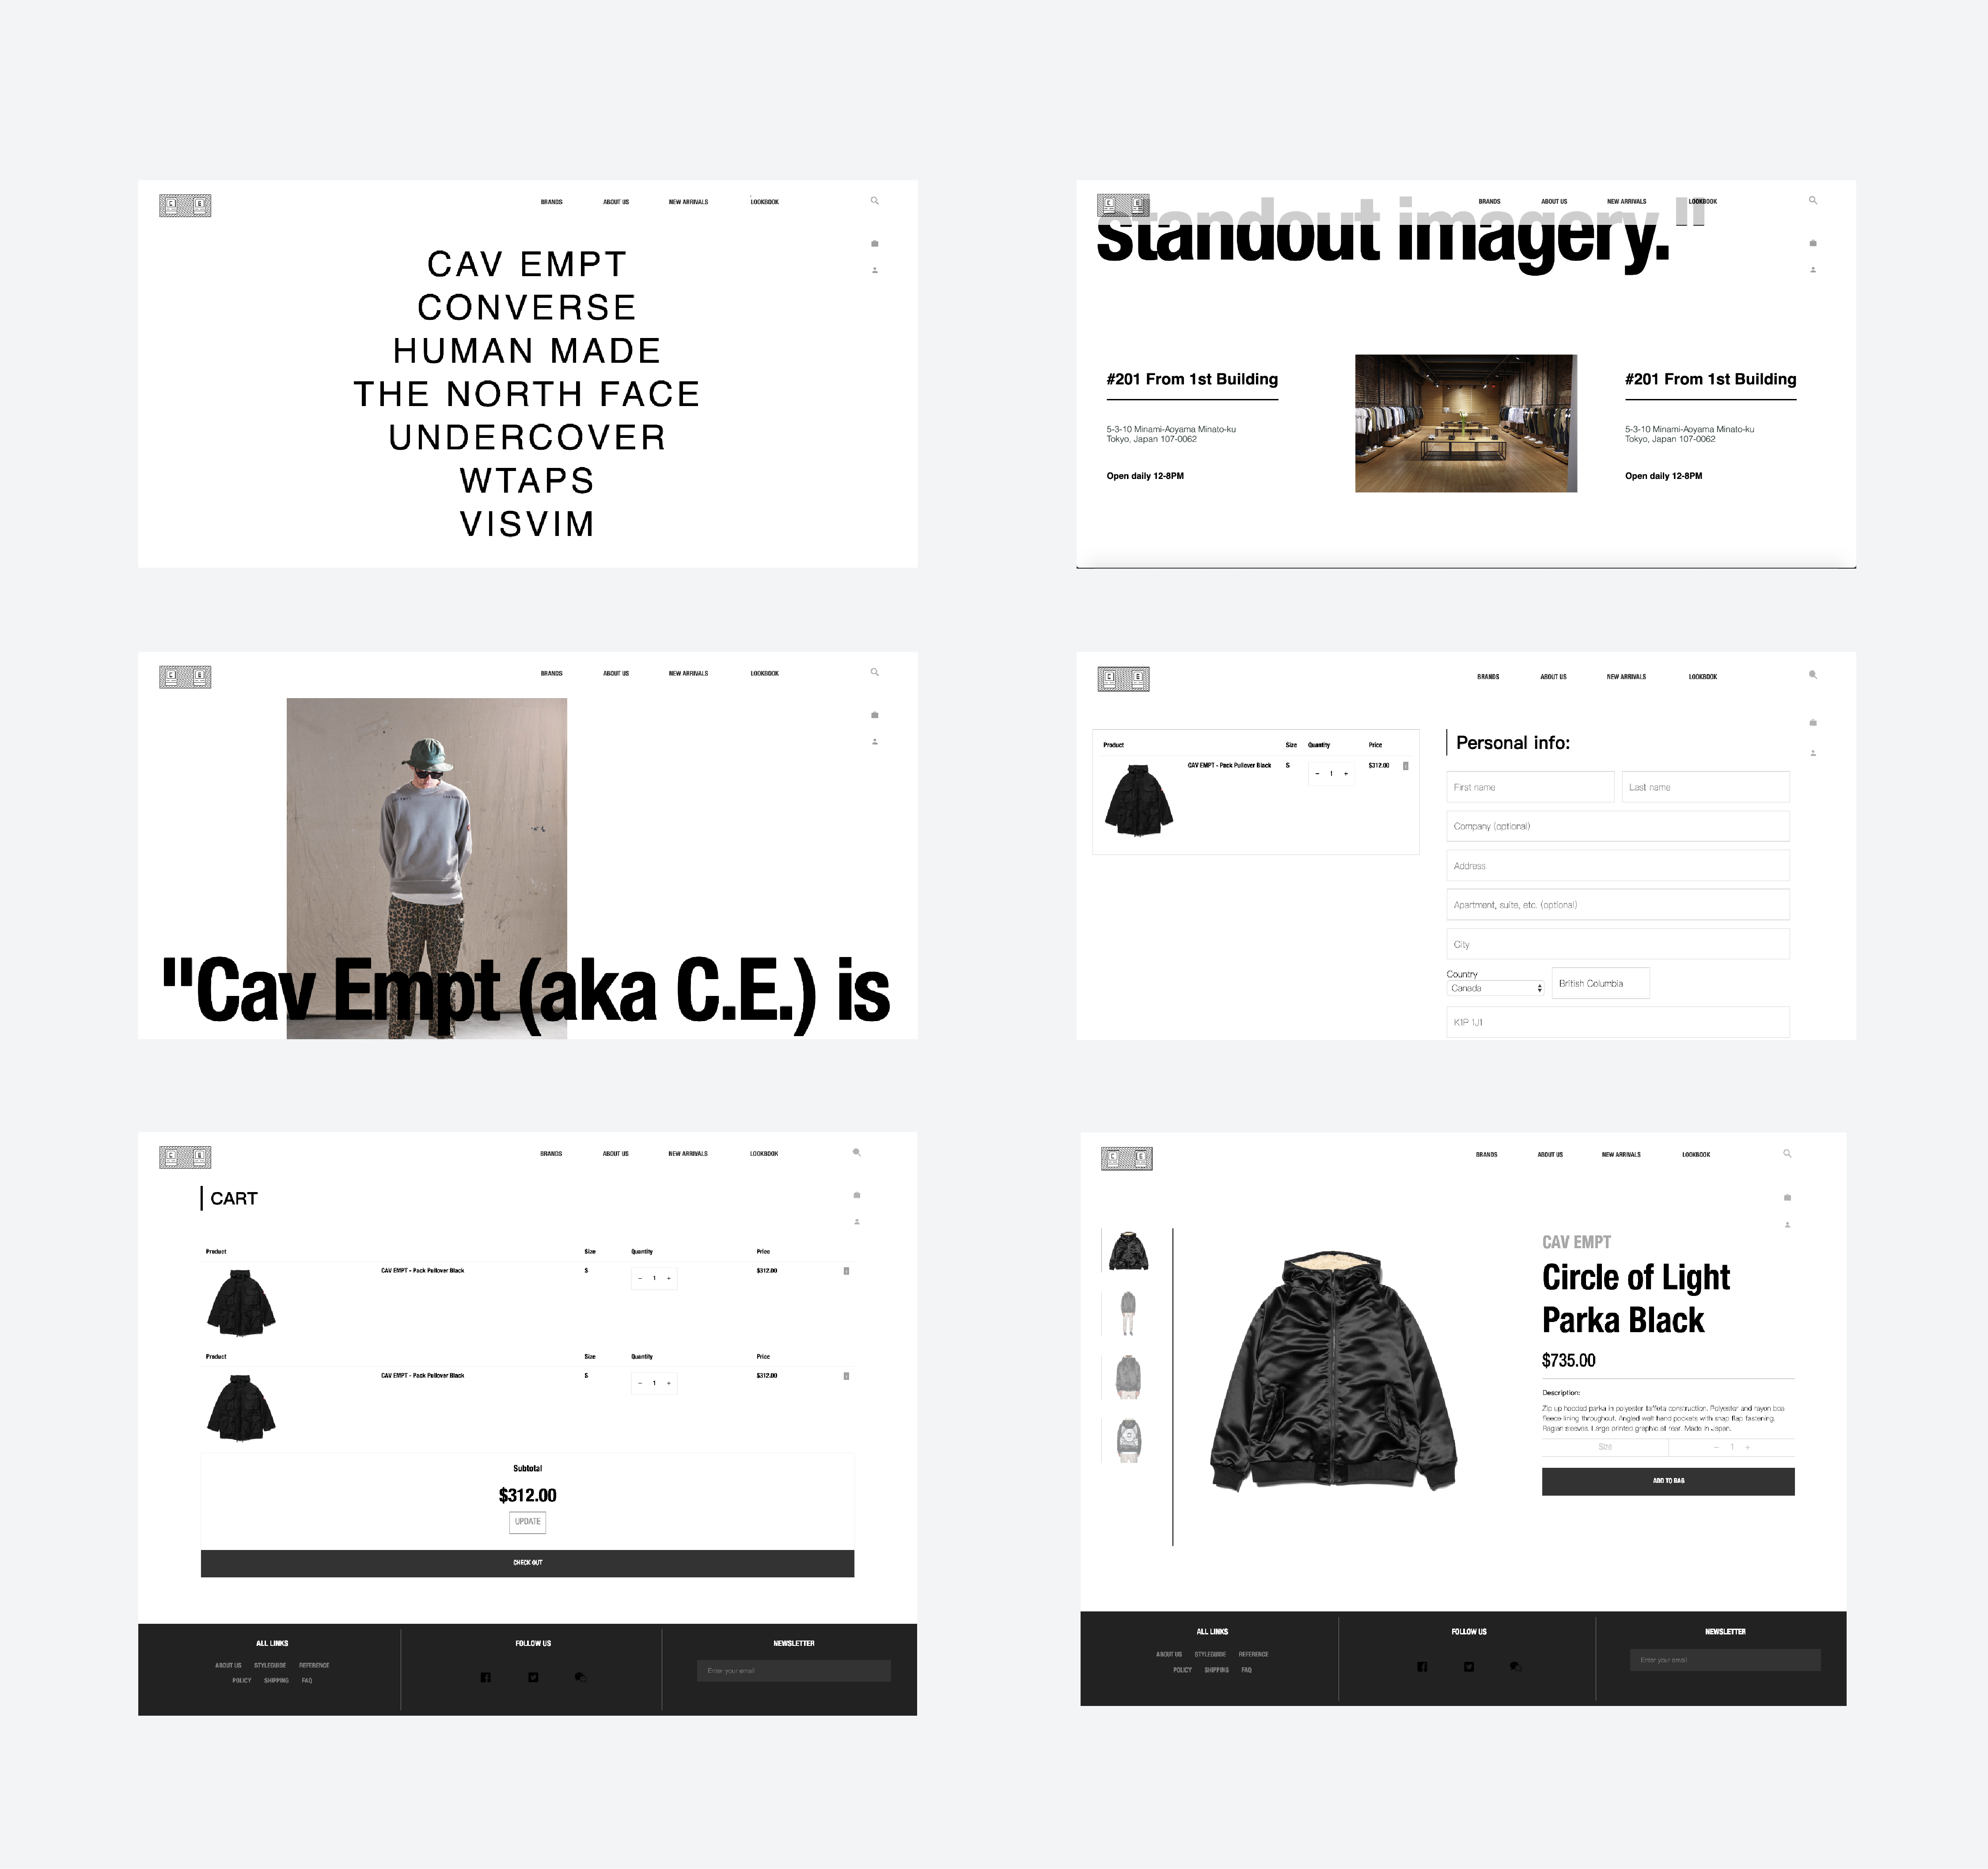 BRANDS ABOUT US NEW ARRIVALS LOOKBOOK
CAV EMPT
CONVERSE
HUMAN MADE
THE NORTH FACE
UNDERCOVER
WTAPS
VISVIM
C E
BRANDS ABOUT US NEW ARRIVALS LOOKBOOK
standout imagery."
#201 From 1st Building
5-3-10 Minami-Aoyama Minato-ku
Tokyo, Japan 107-0062
Open daily 12-8PM
#201 From 1st Building
5-3-10 Minami-Aoyama Minato-ku
Tokyo, Japan 107-0062
Open daily 12-8PM
BRANDS ABOUT US NEW ARRIVALS LOOKBOOK
"Cav Empt (aka C.E.) is
BRANDS ABOUT US NEW ARRIVALS LOOKBOOK
Product Size Quantity Price
CAV EMPT - Pack Pullover Black S − 1 + $312.00
Personal info:
First name Last name
Company (optional)
Address
Apartment, suite, etc. (optional)
City
Country
Canada British Columbia
K1P 1J1
BRANDS ABOUT US NEW ARRIVALS LOOKBOOK
CART
Product Size Quantity Price
CAV EMPT - Pack Pullover Black S − 1 + $312.00
Product Size Quantity Price
CAV EMPT - Pack Pullover Black S − 1 + $312.00
Subtotal
$312.00
UPDATE
CHECK OUT
ALL LINKS FOLLOW US NEWSLETTER
ABOUT US STYLEGUIDE REFERENCE
POLICY SHIPPING FAQ
Enter your email
BRANDS ABOUT US NEW ARRIVALS LOOKBOOK
CAV EMPT
Circle of Light
Parka Black
$735.00
Description:
Zip up hooded parka in polyester taffeta construction. Polyester and rayon boa
fleece lining throughout. Angled welt hand pockets with snap flap fastening.
Raglan sleeves. Large printed graphic at rear. Made in Japan.
Size − 1 +
ADD TO BAG
ALL LINKS FOLLOW US NEWSLETTER
ABOUT US STYLEGUIDE REFERENCE
POLICY SHIPPING FAQ
Enter your email